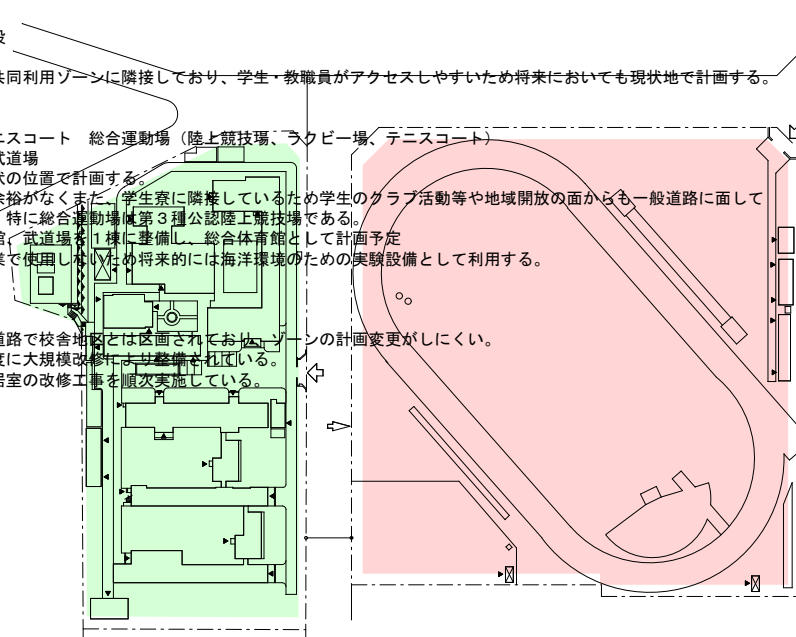 設
共同利用ゾーンに隣接しており、学生・教職員がアクセスしやすいため将来においても現状地で計画する。
ニスコート　総合運動場（陸上競技場、ラクビー場、テニスコート）
武道場
状の位置で計画する。
余裕がなくまた、学生寮に隣接しているため学生のクラブ活動等や地域開放の面からも一般道路に面して
、特に総合運動場は第３種公認陸上競技場である。
館、武道場を１棟に整備し、総合体育館として計画予定
業で使用しないため将来的には海洋環境のための実験設備として利用する。
道路で校舎地区とは区画されており、ゾーンの計画変更がしにくい。
度に大規模改修により整備されている。
居室の改修工事を順次実施している。